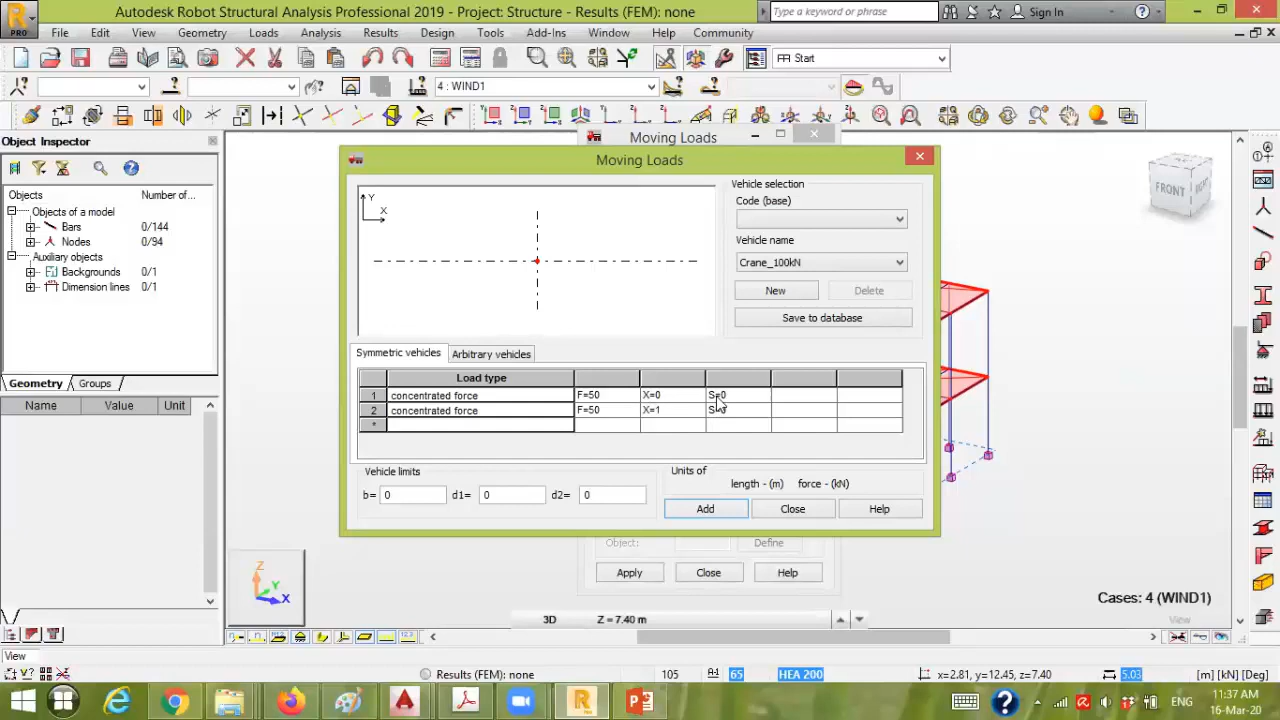 Autodesk Robot Structural Analysis Professional 2019 - Project: Structure - Results (FEM): none
Type a keyword or phrase
Sign In
PRO
File Edit View Geometry Loads Analysis Results Design Tools Add-Ins Window Help Community
Start
4 : WIND1
Object Inspector
Objects Number of...
Objects of a model
Bars 0/144
Nodes 0/94
Auxiliary objects
Backgrounds 0/1
Dimension lines 0/1
Geometry Groups
Name Value Unit
Moving Loads
Moving Loads
Y
X
Vehicle selection
Code (base)
Vehicle name
Crane_100kN
New Delete
Save to database
Symmetric vehicles Arbitrary vehicles
Load type
1 concentrated force F=50 X=0 S=0
2 concentrated force F=50 X=1
*
Vehicle limits
b= 0 d1= 0 d2= 0
Units of
length - (m) force - (kN)
Add Close Help
Object: Define
Apply Close Help
FRONT
RIGHT
Z
Y
X
Cases: 4 (WIND1)
3D Z = 7.40 m
View
View
Results (FEM): none 105 65 HEA 200 x=2.81, y=12.45, z=7.40 5.03 [m] [kN] [Deg]
ENG
11:37 AM
16-Mar-20